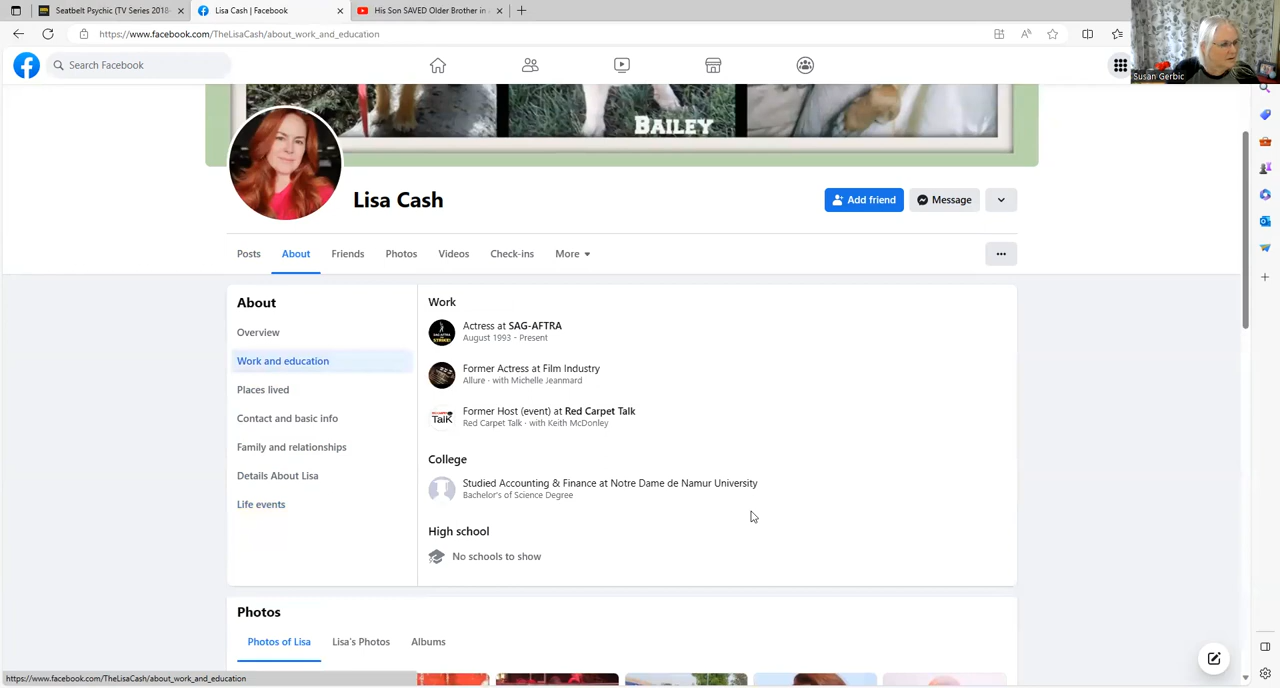 Seatbelt Psychic (TV Series 2018-
Lisa Cash | Facebook
His Son SAVED Older Brother in
https://www.facebook.com/TheLisaCash/about_work_and_education
Search Facebook
Susan Gerbic
BAILEY
Lisa Cash
Add friend
Message
Posts
About
Friends
Photos
Videos
Check-ins
More
About
Overview
Work and education
Places lived
Contact and basic info
Family and relationships
Details About Lisa
Life events
Work
Actress at SAG-AFTRA
August 1993 - Present
Former Actress at Film Industry
Allure · with Michelle Jeanmard
TalK
Former Host (event) at Red Carpet Talk
Red Carpet Talk · with Keith McDonley
College
Studied Accounting & Finance at Notre Dame de Namur University
Bachelor's of Science Degree
High school
No schools to show
Photos
Photos of Lisa
Lisa's Photos
Albums
https://www.facebook.com/TheLisaCash/about_work_and_education